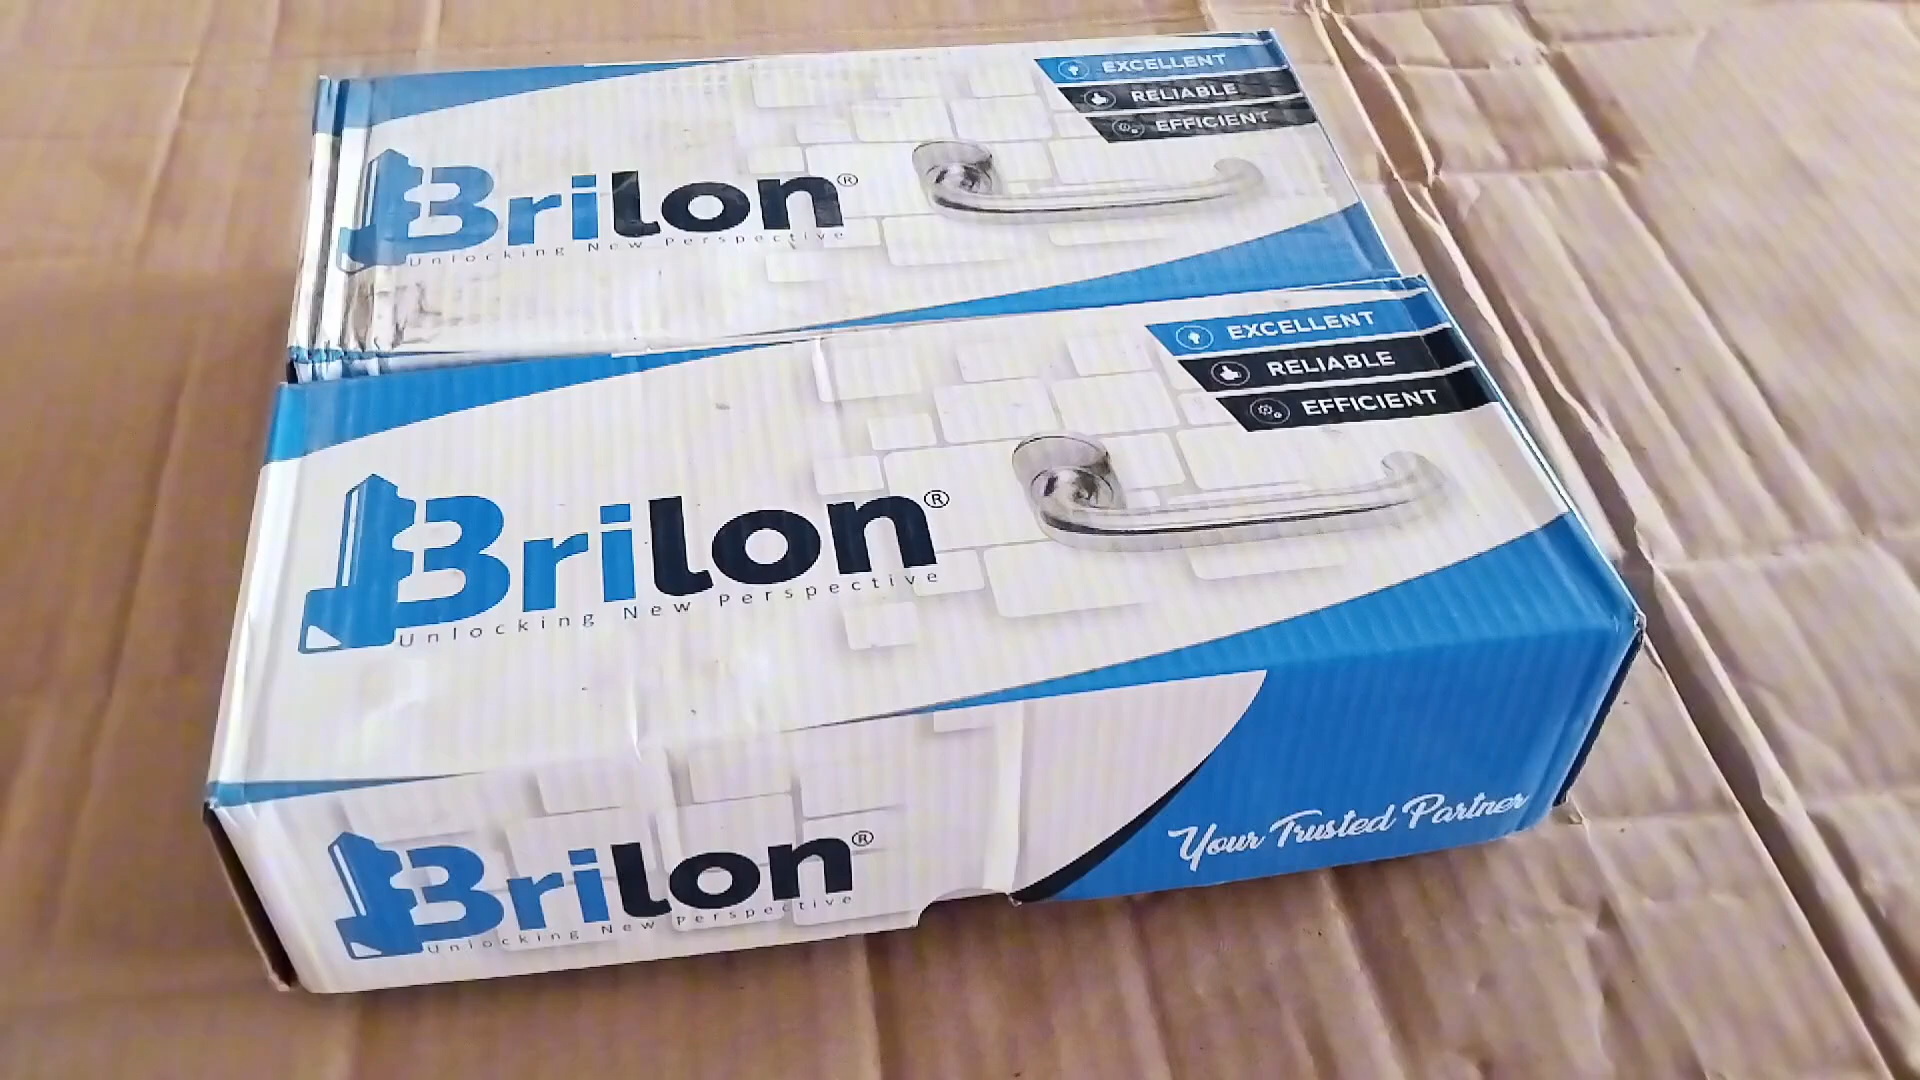 EXCELLENT
RELIABLE
EFFICIENT
Brilon®
Unlocking New Perspective
EXCELLENT
RELIABLE
EFFICIENT
Brilon®
Unlocking New Perspective
Brilon®
Unlocking New Perspective
Your Trusted Partner